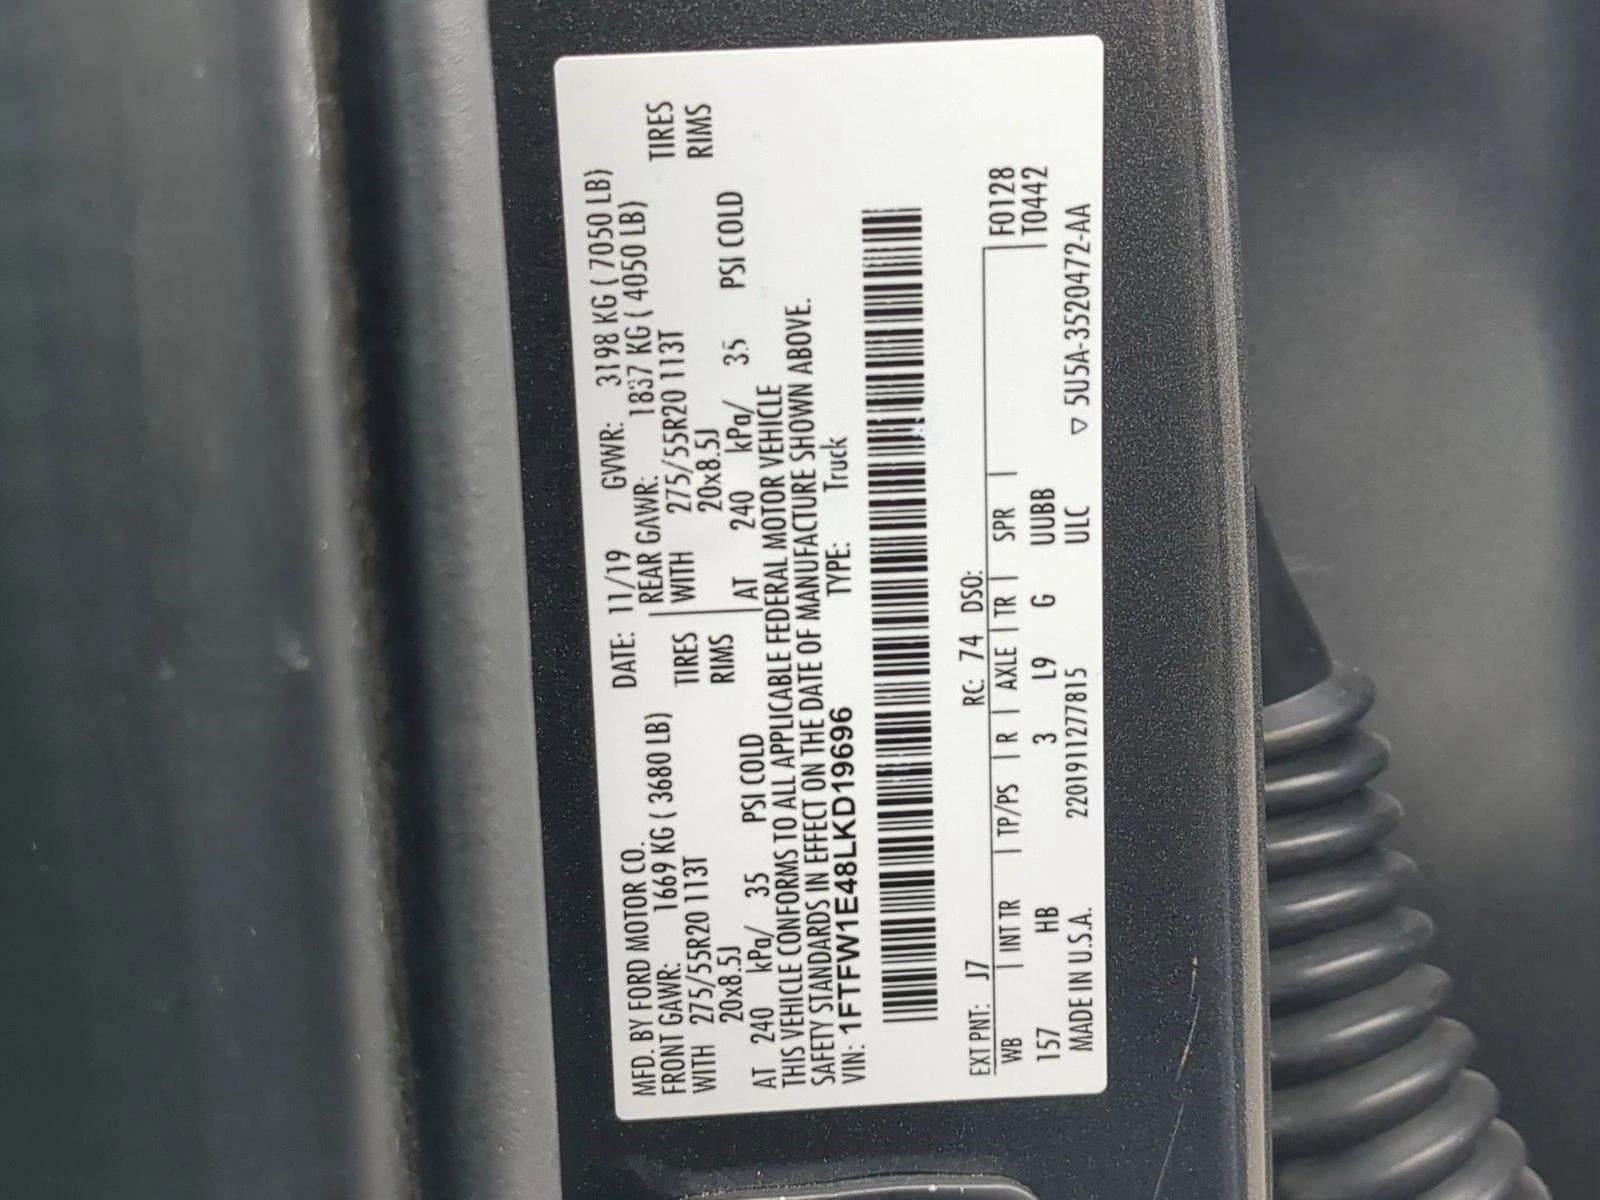 MFD. BY FORD MOTOR CO. DATE: 11/19 GVWR: 3198 KG ( 7050 LB)
FRONT GAWR: 1669 KG ( 3680 LB) REAR GAWR: 1837 KG ( 4050 LB)
WITH 275/55R20 113T TIRES WITH 275/55R20 113T TIRES
20x8.5J RIMS 20x8.5J RIMS
AT 240 kPa/ 35 PSI COLD AT 240 kPa/ 35 PSI COLD
THIS VEHICLE CONFORMS TO ALL APPLICABLE FEDERAL MOTOR VEHICLE
SAFETY STANDARDS IN EFFECT ON THE DATE OF MANUFACTURE SHOWN ABOVE.
VIN: 1FTFW1E48LKD19696 TYPE: Truck
EXT PNT: J7 RC: 74 DSO: F0128
WB | INT TR | TP/PS | R | AXLE | TR | SPR | T0442
157 HB 3 L9 G UUBB
MADE IN U.S.A. 220191127 7815 ULC ▽ 5U5A-3520472-AA